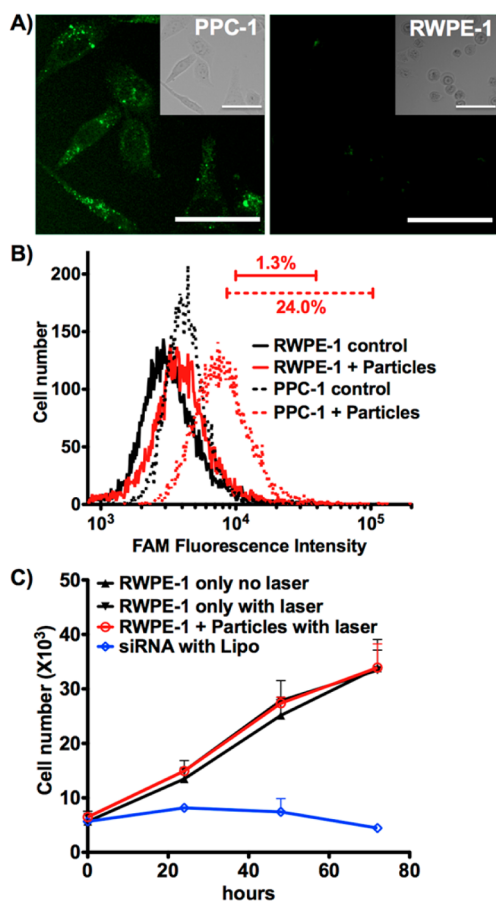 A)
PPC-1
RWPE-1
B)
200
150
100
50
0
Cell number
1.3%
24.0%
RWPE-1 control
RWPE-1 + Particles
PPC-1 control
PPC-1 + Particles
10³
10⁴
10⁵
FAM Fluorescence Intensity
C)
50
40
30
20
10
0
Cell number (X10³)
RWPE-1 only no laser
RWPE-1 only with laser
RWPE-1 + Particles with laser
siRNA with Lipo
0
20
40
60
80
hours